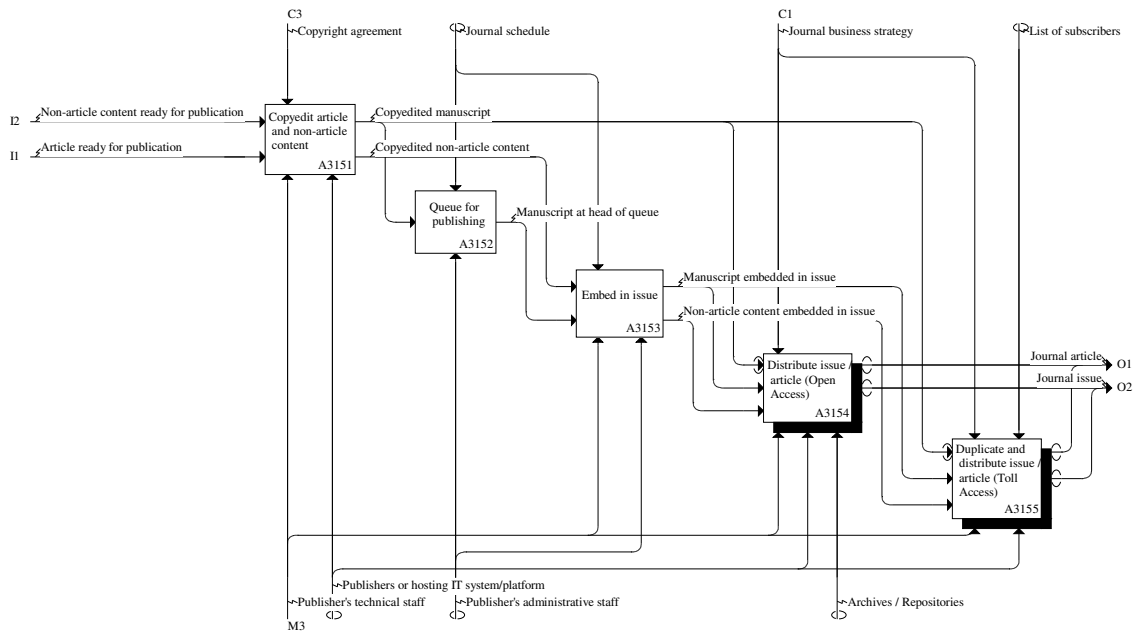 C3
C1
Copyright agreement
Journal schedule
Journal business strategy
List of subscribers
I2
Non-article content ready for publication
Copyedit article
and non-article
content
A3151
Copyedited manuscript
I1
Article ready for publication
Copyedited non-article content
Queue for
publishing
A3152
Manuscript at head of queue
Embed in issue
A3153
Manuscript embedded in issue
Non-article content embedded in issue
Distribute issue /
article (Open
Access)
A3154
Journal article
O1
Journal issue
O2
Duplicate and
distribute issue /
article (Toll
Access)
A3155
Publishers or hosting IT system/platform
Publisher's technical staff
Publisher's administrative staff
Archives / Repositories
M3